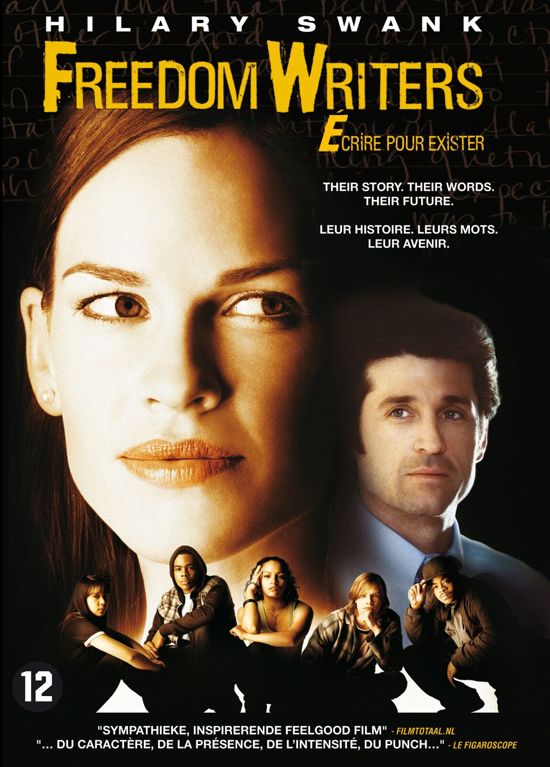 HILARY SWANK
FREEDOM WRITERS
ÉCRIRE POUR EXISTER
THEIR STORY. THEIR WORDS.
THEIR FUTURE.
LEUR HISTOIRE. LEURS MOTS.
LEUR AVENIR.
12
"SYMPATHIEKE, INSPIRERENDE FEELGOOD FILM" - FILMTOTAAL.NL
"... DU CARACTÈRE, DE LA PRÉSENCE, DE L'INTENSITÉ, DU PUNCH..." - LE FIGAROSCOPE